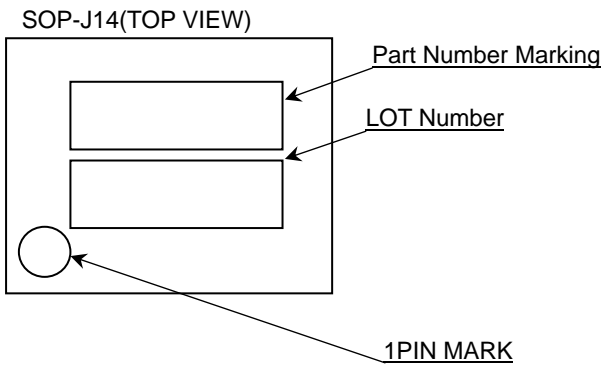 SOP-J14(TOP VIEW)
Part Number Marking
LOT Number
1PIN MARK